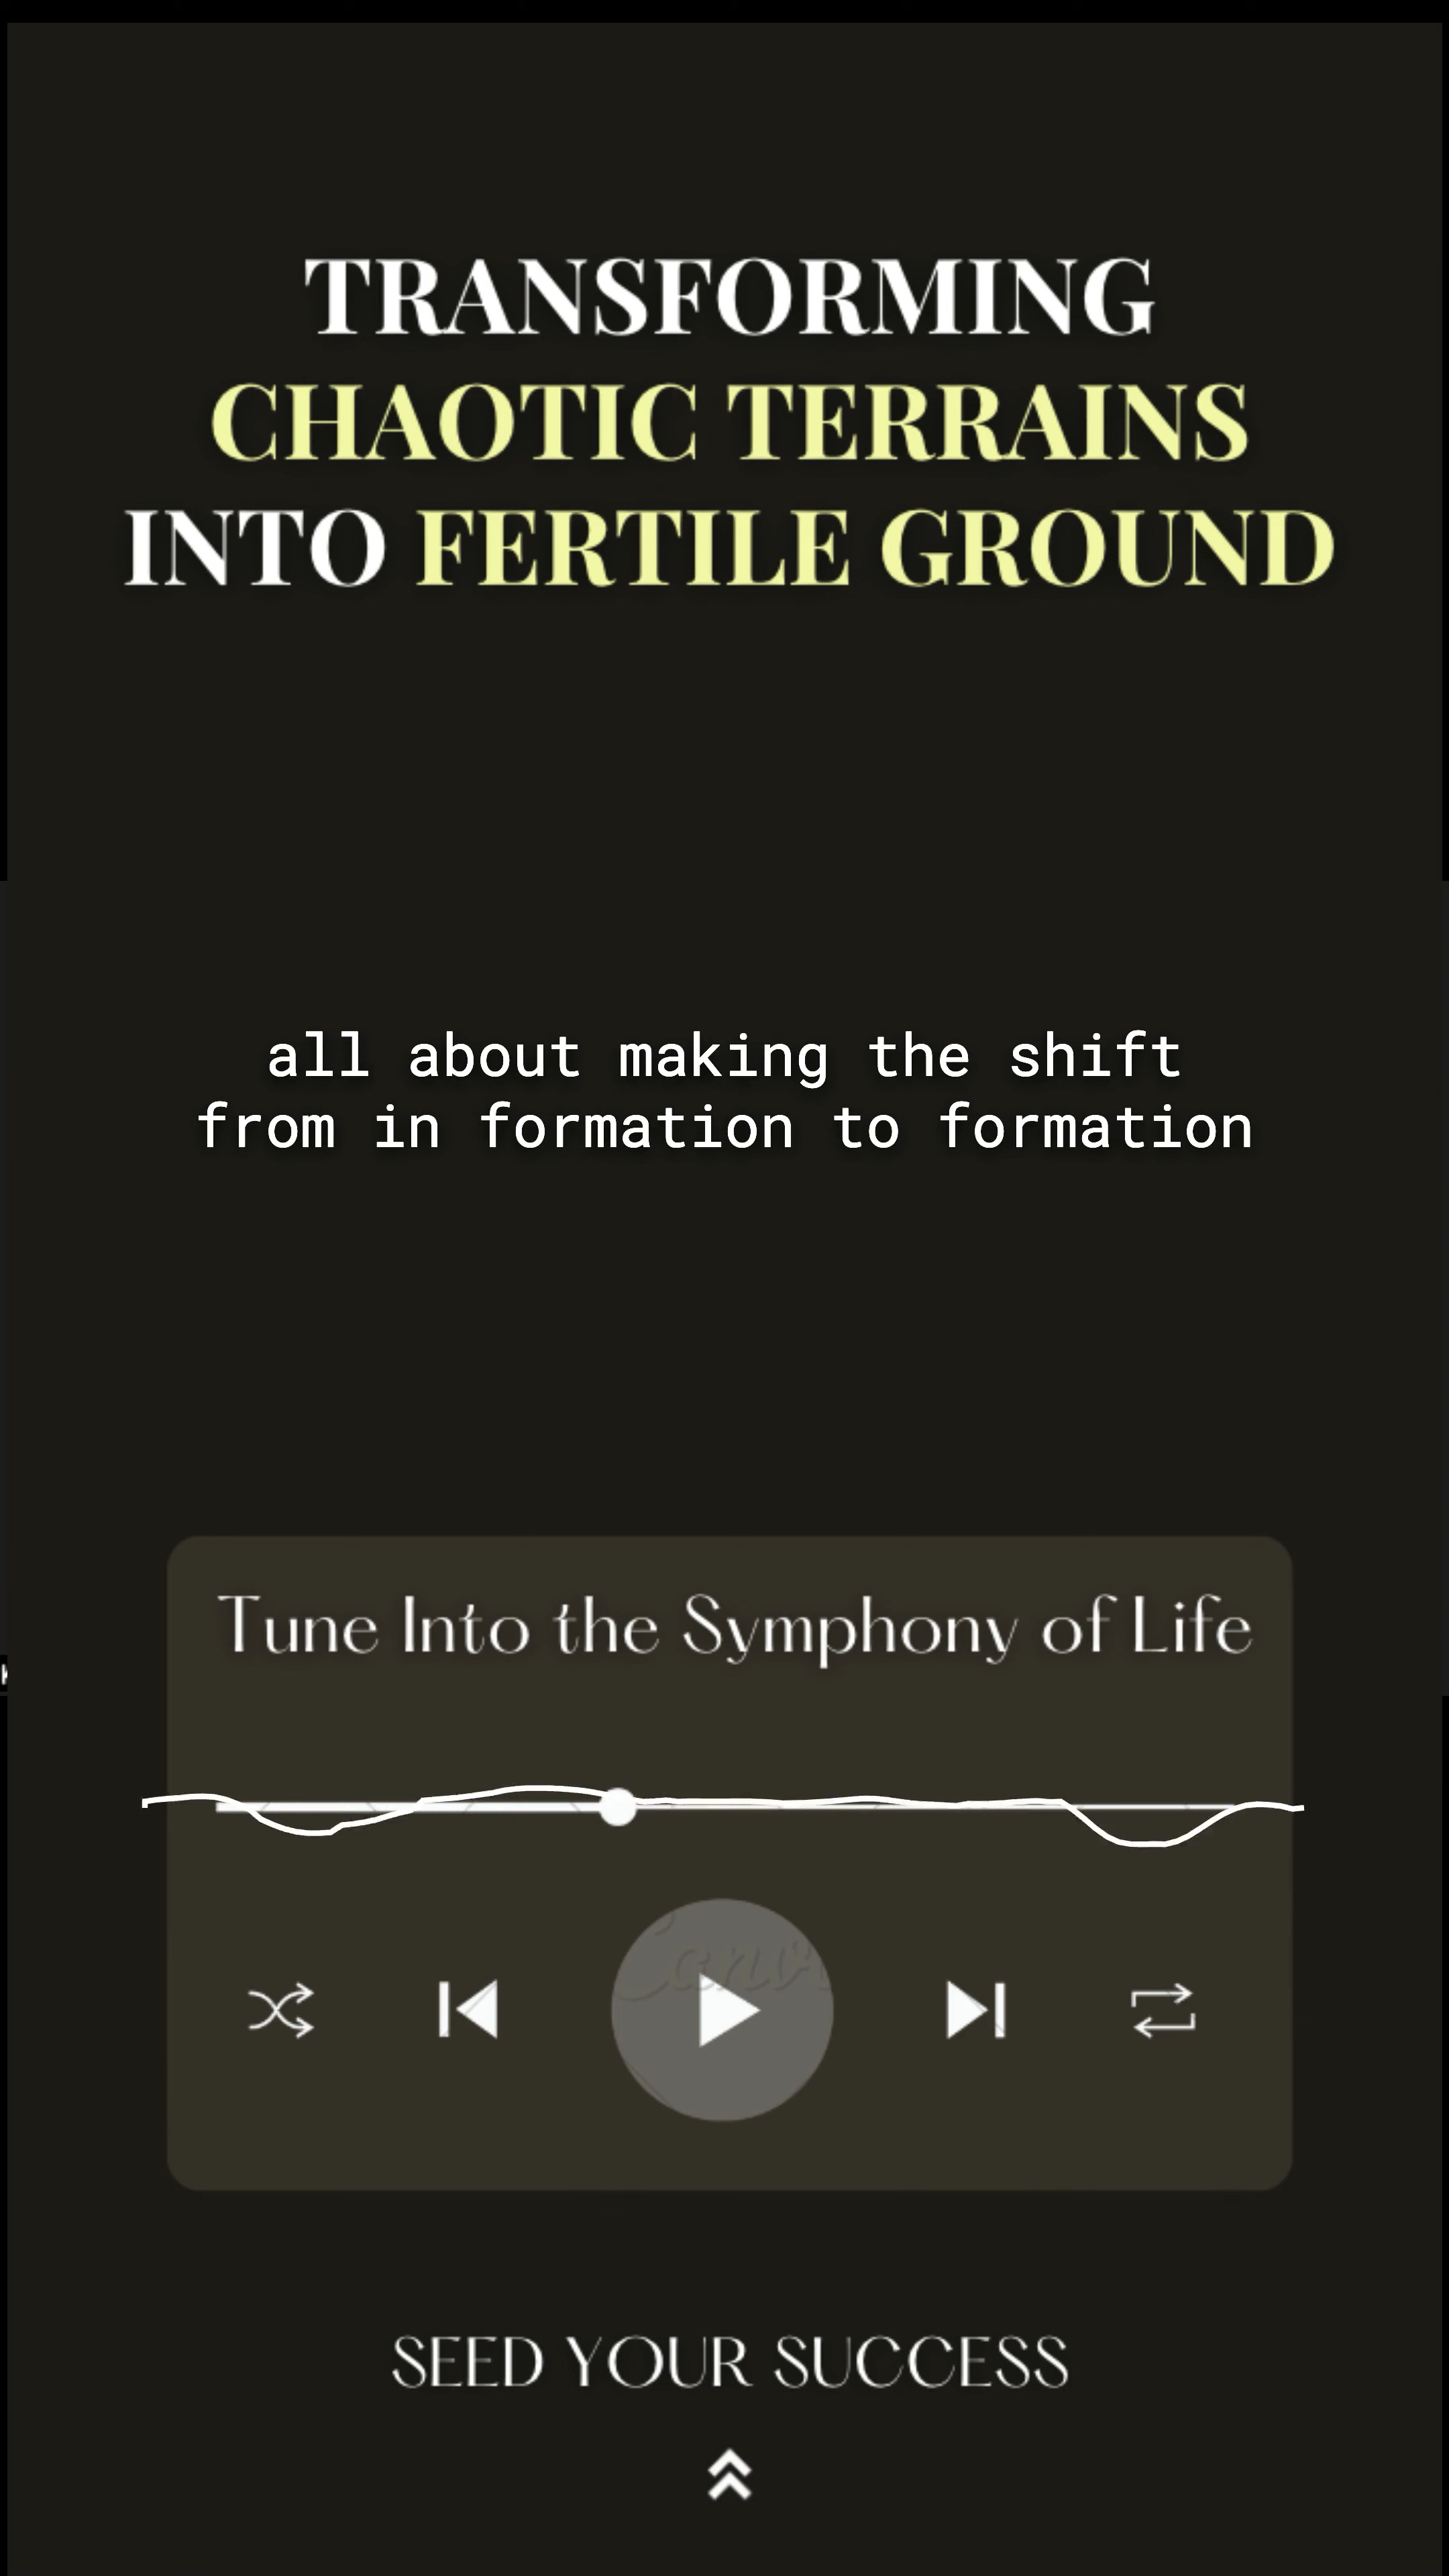 TRANSFORMING
CHAOTIC TERRAINS
INTO FERTILE GROUND
all about making the shift
from in formation to formation
Tune Into the Symphony of Life
SEED YOUR SUCCESS